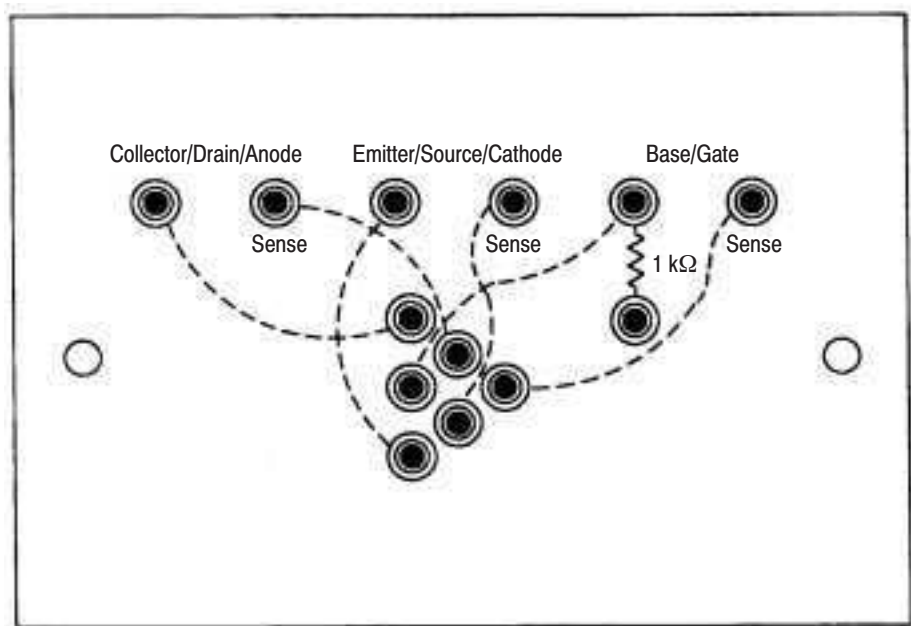 Collector/Drain/Anode Emitter/Source/Cathode Base/Gate
Sense Sense 1 kΩ Sense